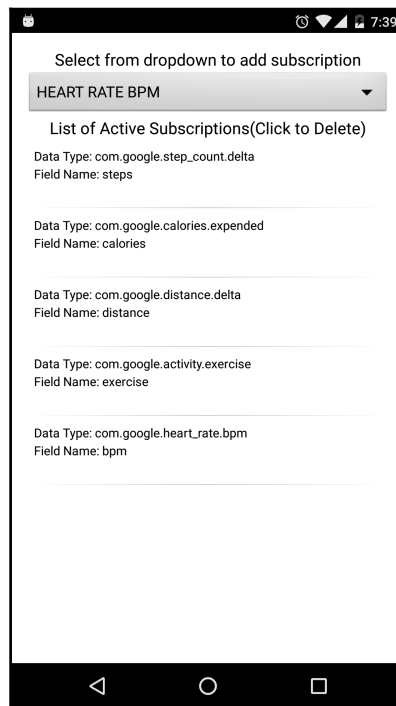 7:39
Select from dropdown to add subscription
HEART RATE BPM
List of Active Subscriptions(Click to Delete)
Data Type: com.google.step_count.delta
Field Name: steps
Data Type: com.google.calories.expended
Field Name: calories
Data Type: com.google.distance.delta
Field Name: distance
Data Type: com.google.activity.exercise
Field Name: exercise
Data Type: com.google.heart_rate.bpm
Field Name: bpm